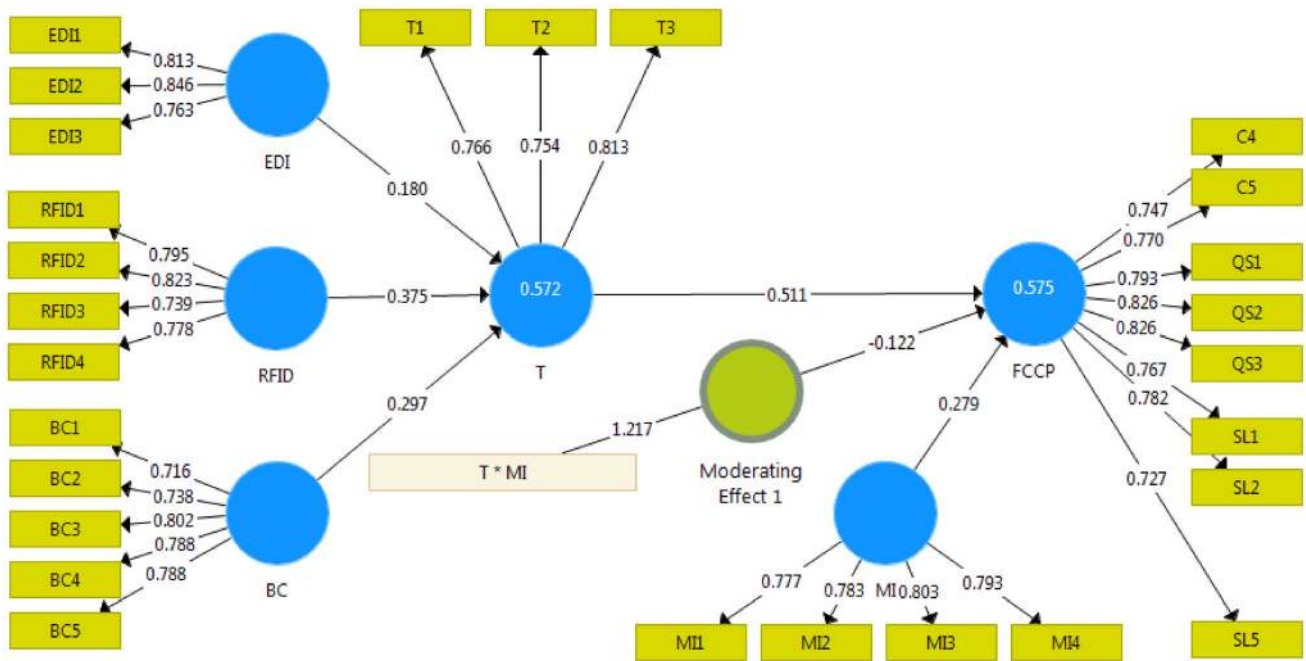 EDI1
EDI2
EDI3
0.813
0.846
0.763
EDI
0.180
T1
T2
T3
0.766
0.754
0.813
RFID1
RFID2
RFID3
RFID4
0.795
0.823
0.739
0.778
RFID
0.375
0.572
T
0.511
BC1
BC2
BC3
BC4
BC5
0.716
0.738
0.802
0.788
0.788
BC
0.297
T * MI
1.217
Moderating
Effect 1
-0.122
0.575
FCCP
0.279
MI
0.777
0.783
0.803
0.793
MI1
MI2
MI3
MI4
0.747
0.770
0.793
0.826
0.826
0.767
0.782
0.727
C4
C5
QS1
QS2
QS3
SL1
SL2
SL5